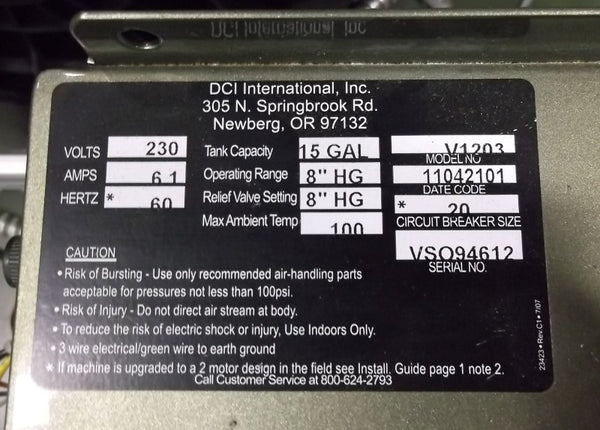 DCI International, Inc.
305 N. Springbrook Rd.
Newberg, OR 97132
VOLTS 230
AMPS 6.1
HERTZ * 60
Tank Capacity 15 GAL
Operating Range 8" HG
Relief Valve Setting 8" HG
Max Ambient Temp 100
V1203
MODEL NO
11042101
DATE CODE
* 20
CIRCUIT BREAKER SIZE
VSO94612
SERIAL NO.
CAUTION
• Risk of Bursting - Use only recommended air-handling parts
acceptable for pressures not less than 100psi.
• Risk of Injury - Do not direct air stream at body.
• To reduce the risk of electric shock or injury, Use Indoors Only.
• 3 wire electrical/green wire to earth ground
* If machine is upgraded to a 2 motor design in the field see Install. Guide page 1 note 2.
Call Customer Service at 800-624-2793
23423 • Rev C1 • 7/07